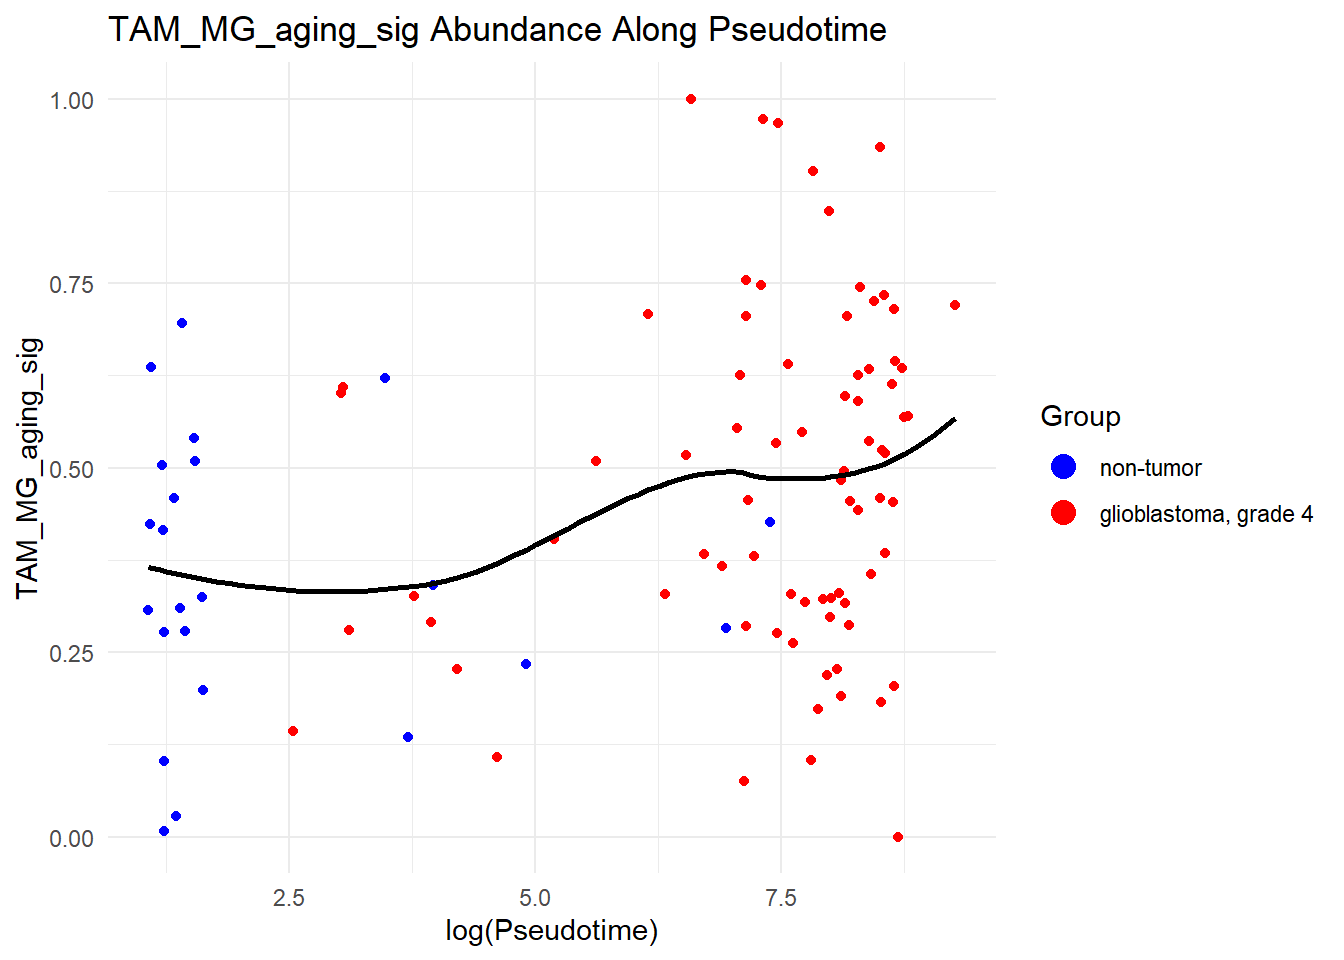 TAM_MG_aging_sig Abundance Along Pseudotime
1.00
0.75
0.50
0.25
0.00
TAM_MG_aging_sig
2.5
5.0
7.5
log(Pseudotime)
Group
non-tumor
glioblastoma, grade 4